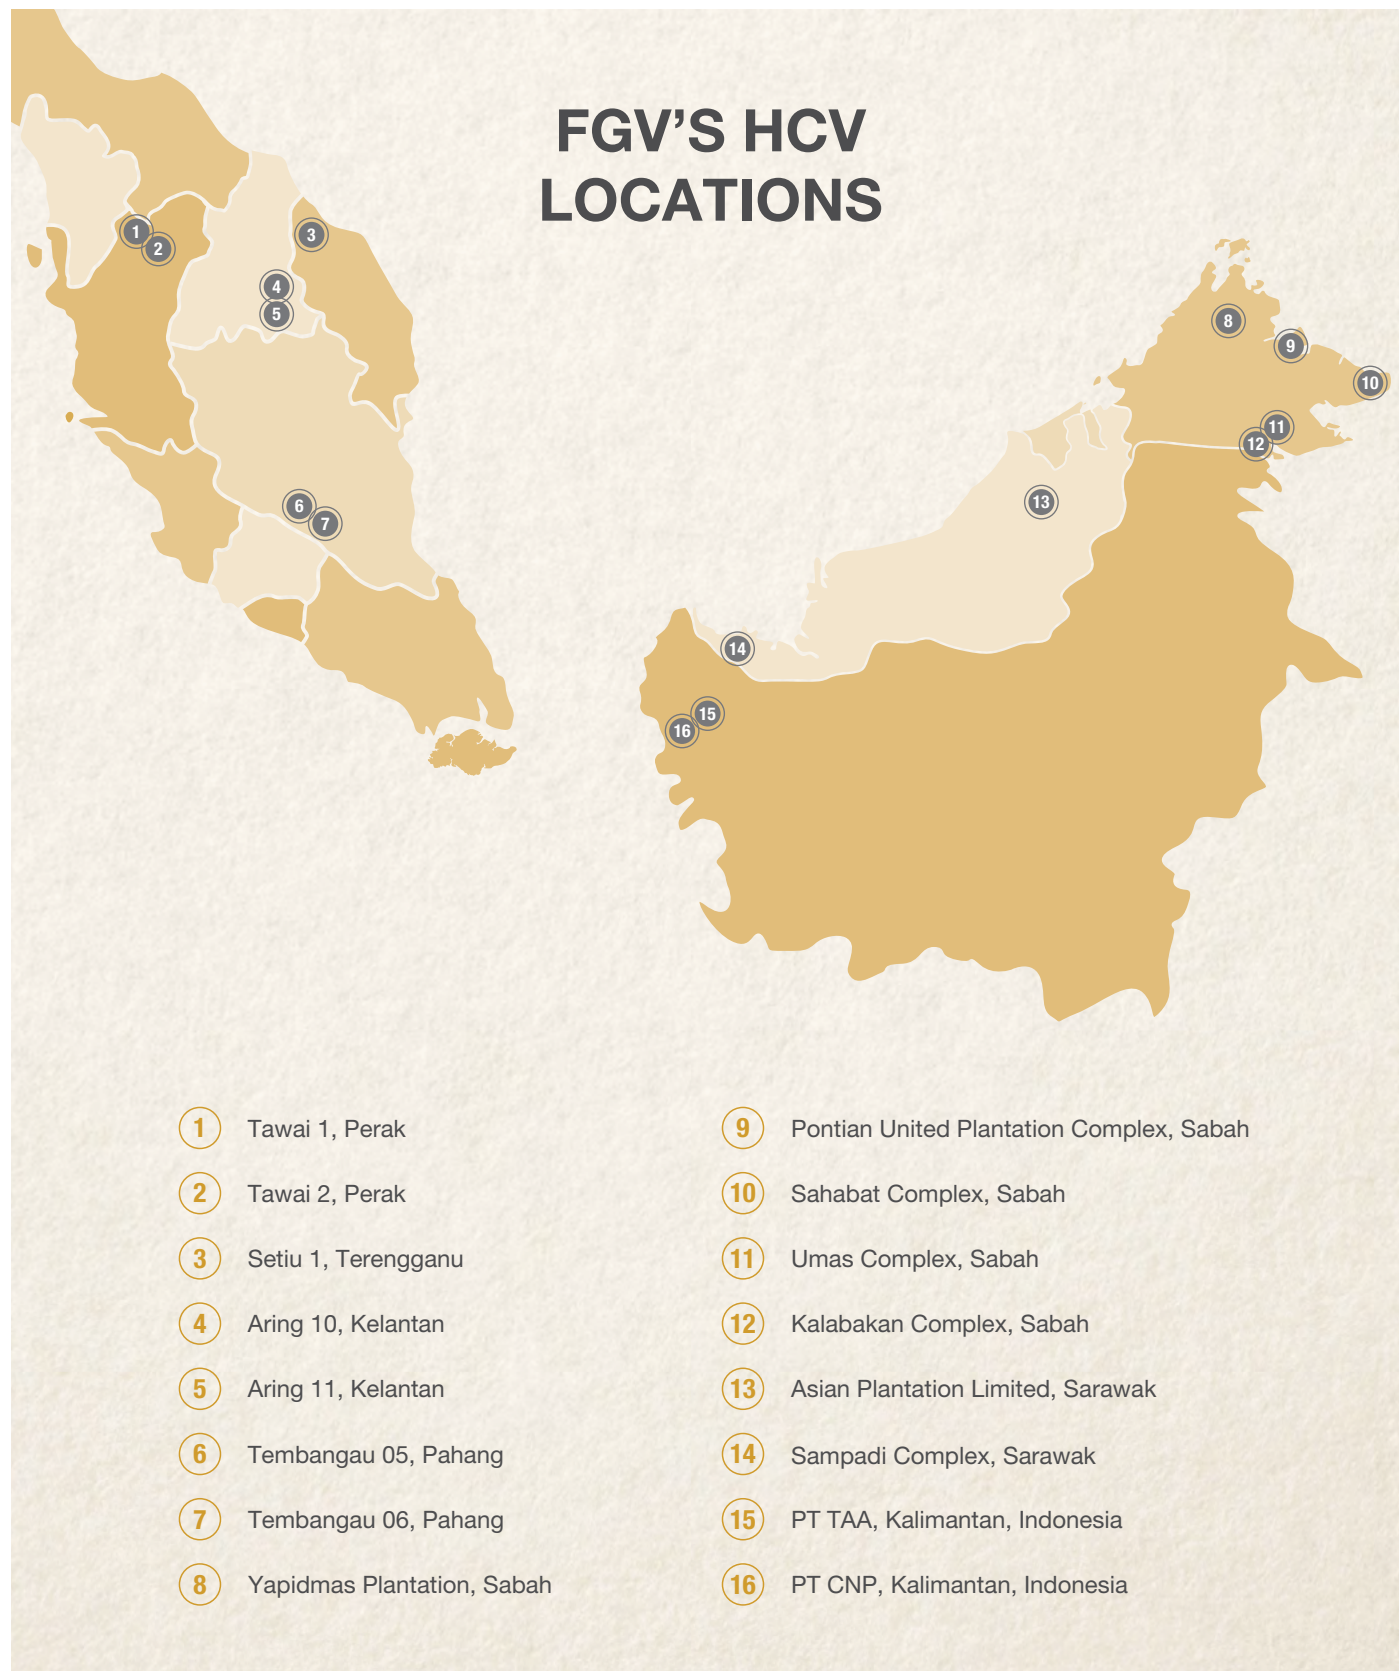 FGV'S HCV
LOCATIONS
1
2
3
4
5
6
7
8
9
10
11
12
13
14
15
16
1 Tawai 1, Perak
2 Tawai 2, Perak
3 Setiu 1, Terengganu
4 Aring 10, Kelantan
5 Aring 11, Kelantan
6 Tembangau 05, Pahang
7 Tembangau 06, Pahang
8 Yapidmas Plantation, Sabah
9 Pontian United Plantation Complex, Sabah
10 Sahabat Complex, Sabah
11 Umas Complex, Sabah
12 Kalabakan Complex, Sabah
13 Asian Plantation Limited, Sarawak
14 Sampadi Complex, Sarawak
15 PT TAA, Kalimantan, Indonesia
16 PT CNP, Kalimantan, Indonesia